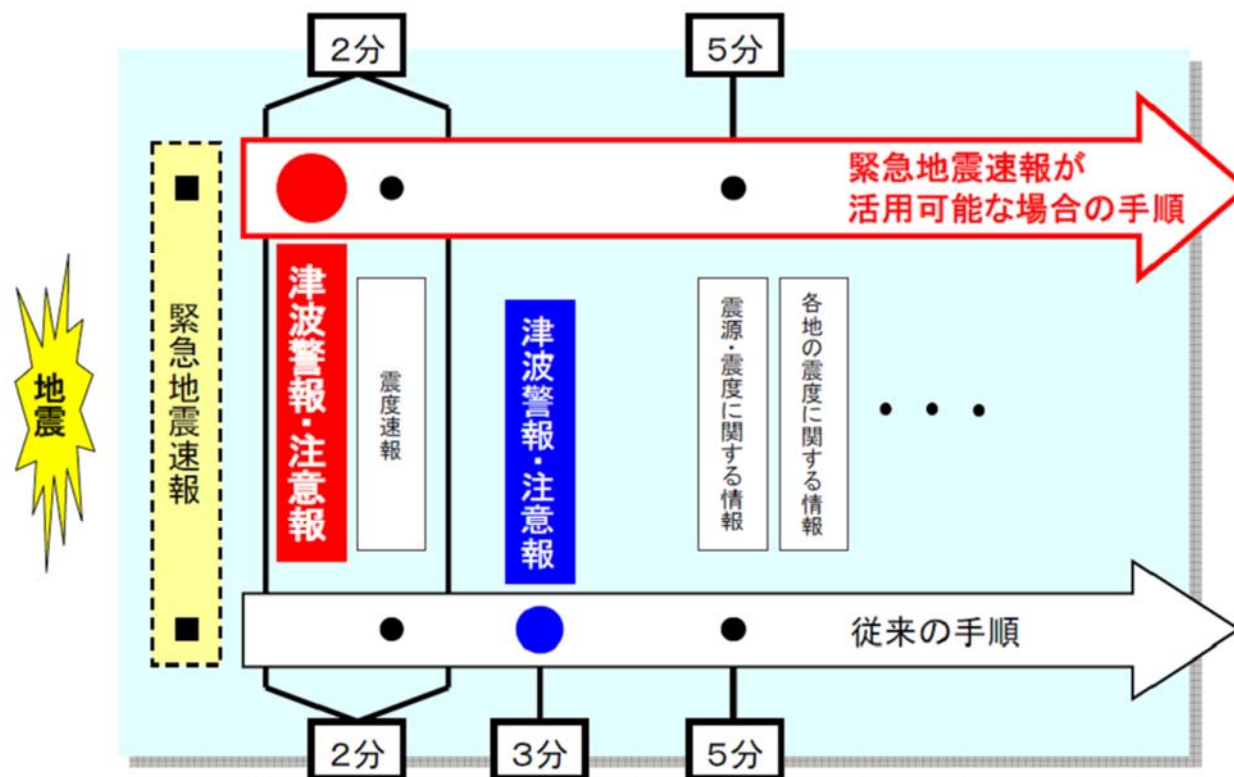 2分
5分
緊急地震速報が
活用可能な場合の手順
地震
緊急地震速報
津波警報・注意報
震度速報
津波警報・注意報
震源・震度に関する情報
各地の震度に関する情報
・・・
従来の手順
2分
3分
5分